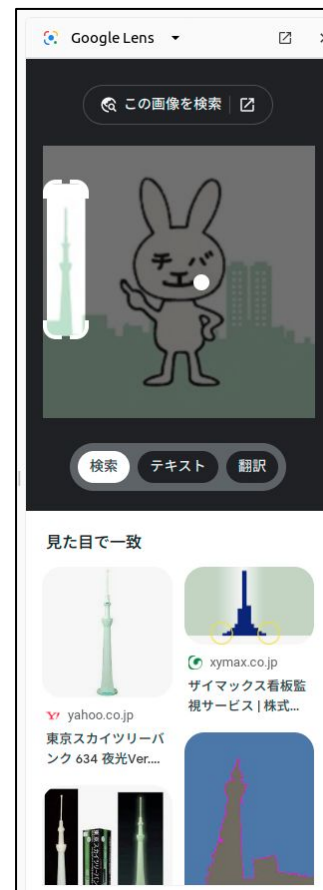 Google Lens
この画像を検索
チバ
エ
検索
テキスト
翻訳
見た目で一致
yahoo.co.jp
東京スカイツリーバ
ンク 634 夜光Ver....
xymax.co.jp
ザイマックス看板監
視サービス | 株式...